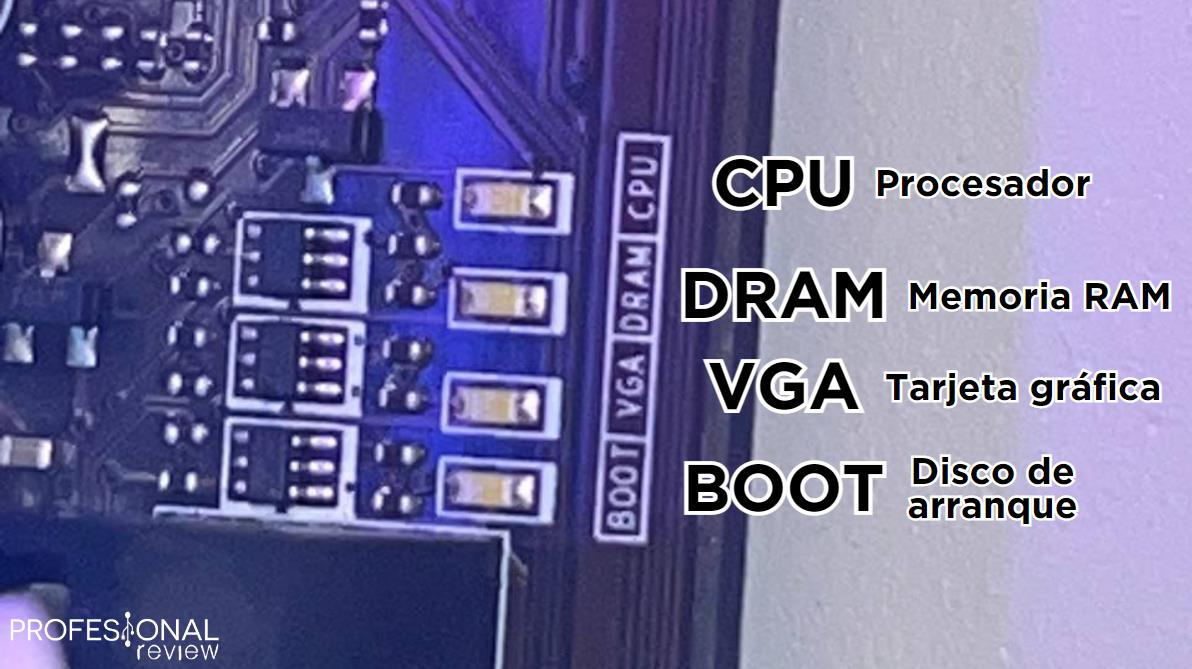 CPU Procesador
DRAM Memoria RAM
VGA Tarjeta gráfica
BOOT Disco de
arranque
BOOT VGA DRAM CPU
PROFESIONAL
review